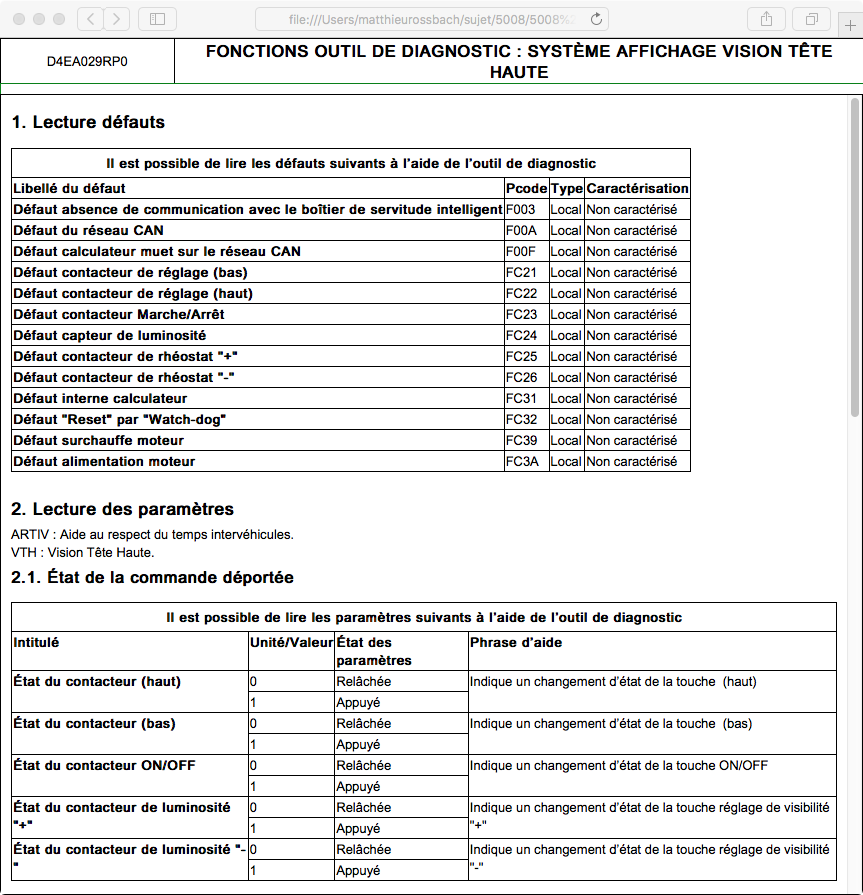 file:///Users/matthieurossbach/sujet/5008/5008%2
D4EA029RP0
FONCTIONS OUTIL DE DIAGNOSTIC : SYSTÈME AFFICHAGE VISION TÊTE
HAUTE
1. Lecture défauts
Il est possible de lire les défauts suivants à l'aide de l'outil de diagnostic
Libellé du défaut Pcode Type Caractérisation
Défaut absence de communication avec le boîtier de servitude intelligent F003 Local Non caractérisé
Défaut du réseau CAN F00A Local Non caractérisé
Défaut calculateur muet sur le réseau CAN F00F Local Non caractérisé
Défaut contacteur de réglage (bas) FC21 Local Non caractérisé
Défaut contacteur de réglage (haut) FC22 Local Non caractérisé
Défaut contacteur Marche/Arrêt FC23 Local Non caractérisé
Défaut capteur de luminosité FC24 Local Non caractérisé
Défaut contacteur de rhéostat "+" FC25 Local Non caractérisé
Défaut contacteur de rhéostat "-" FC26 Local Non caractérisé
Défaut interne calculateur FC31 Local Non caractérisé
Défaut "Reset" par "Watch-dog" FC32 Local Non caractérisé
Défaut surchauffe moteur FC39 Local Non caractérisé
Défaut alimentation moteur FC3A Local Non caractérisé
2. Lecture des paramètres
ARTIV : Aide au respect du temps intervéhicules.
VTH : Vision Tête Haute.
2.1. État de la commande déportée
Il est possible de lire les paramètres suivants à l'aide de l'outil de diagnostic
Intitulé Unité/Valeur État des Phrase d'aide
paramètres
État du contacteur (haut) 0 Relâchée Indique un changement d'état de la touche (haut)
1 Appuyé
État du contacteur (bas) 0 Relâchée Indique un changement d'état de la touche (bas)
1 Appuyé
État du contacteur ON/OFF 0 Relâchée Indique un changement d'état de la touche ON/OFF
1 Appuyé
État du contacteur de luminosité 0 Relâchée Indique un changement d'état de la touche réglage de visibilité
"+" 1 Appuyé "+"
État du contacteur de luminosité "- 0 Relâchée Indique un changement d'état de la touche réglage de visibilité
" 1 Appuyé "-"